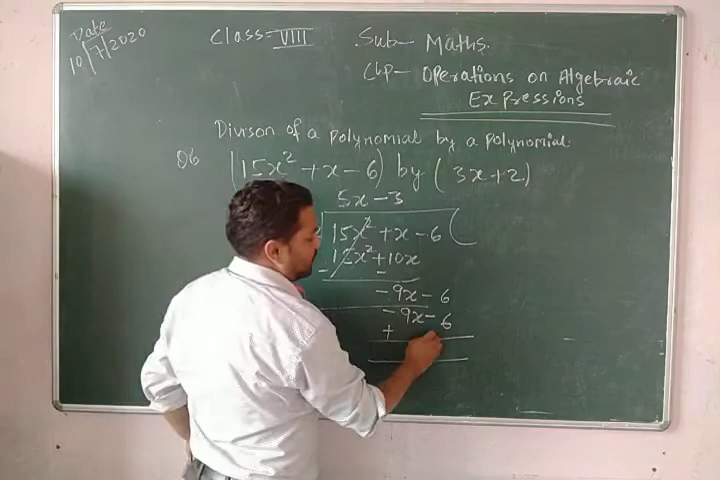 Date
10/7/2020
Class= VIII
Sub- Maths.
Chp- Operations on Algebraic
Expressions
Divison of a polynomial by a polynomial.
Q6 (15x² + x - 6) by (3x+2)
5x - 3
15x² + x - 6
15x² + 10x
- -
- 9x - 6
- 9x - 6
+